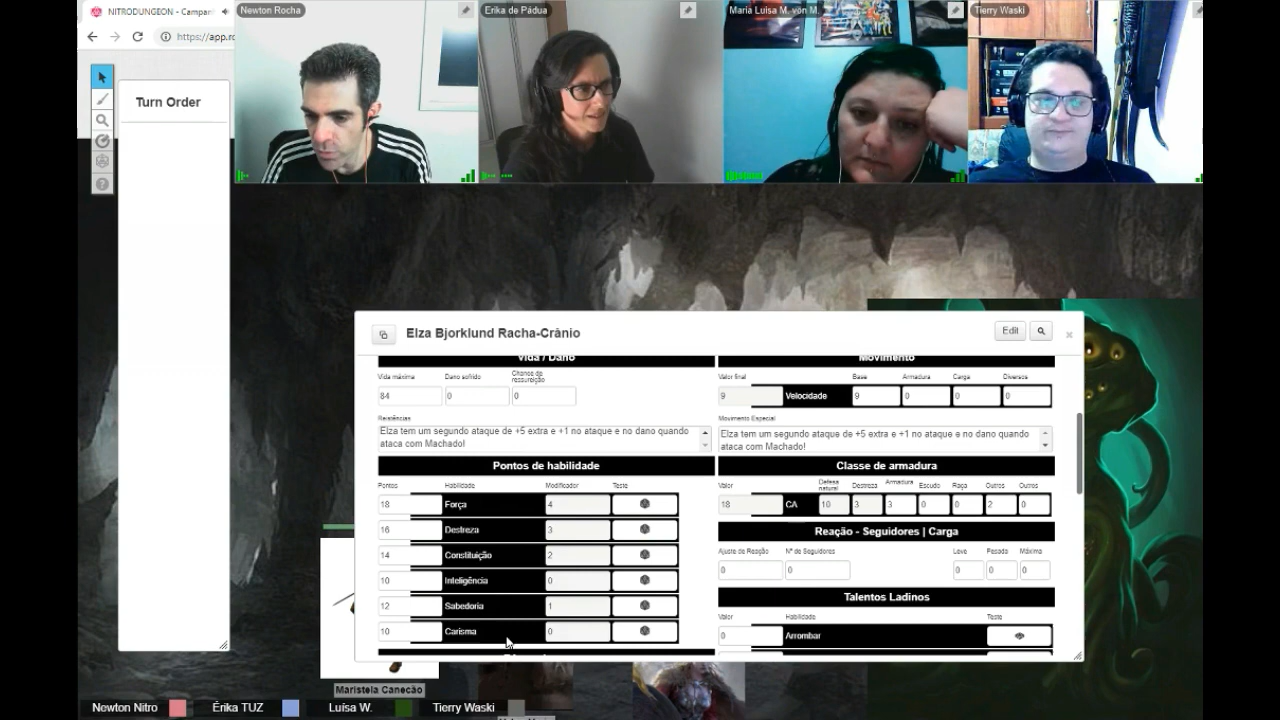 NITRODUNGEON - Campan
https://app.ro
Turn Order
Newton Rocha
Erika de Pádua
Maria Luísa M. von M.
Tierry Waski
Elza Bjorklund Racha-Crânio
Edit
Vida / Dano
Movimento
Vida máxima Dano sofrido Chance de ressureição
84 0 0
Valor final Base Armadura Carga Diversos
9 Velocidade 9 0 0 0
Resistências
Elza tem um segundo ataque de +5 extra e +1 no ataque e no dano quando
ataca com Machado!
Movimento Especial
Elza tem um segundo ataque de +5 extra e +1 no ataque e no dano quando
ataca com Machado!
Pontos de habilidade
Pontos Habilidade Modificador Teste
18 Força 4
16 Destreza 3
14 Constituição 2
10 Inteligência 0
12 Sabedoria 1
10 Carisma 0
Classe de armadura
Valor Defesa natural Destreza Armadura Escudo Raça Outros Outros
18 CA 10 3 3 0 0 2 0
Reação - Seguidores | Carga
Ajuste de Reação Nº de Seguidores Leve Pesado Máxima
0 0 0 0 0
Talentos Ladinos
Valor Habilidade Teste
0 Arrombar
Maristela Canecão
Newton Nitro Érika TUZ Luísa W. Tierry Waski